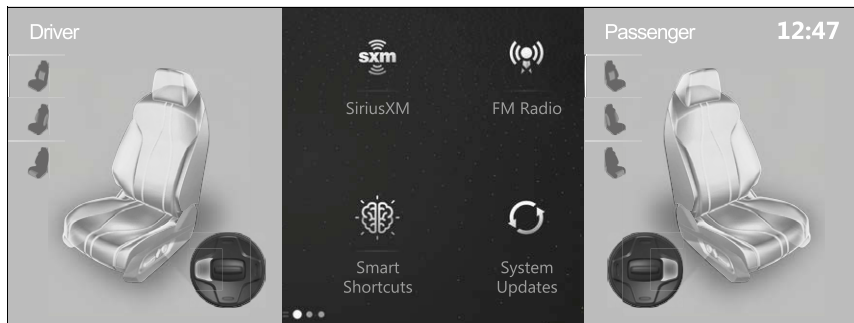 Driver
Passenger
12:47
sxm
SiriusXM
FM Radio
Smart
Shortcuts
System
Updates